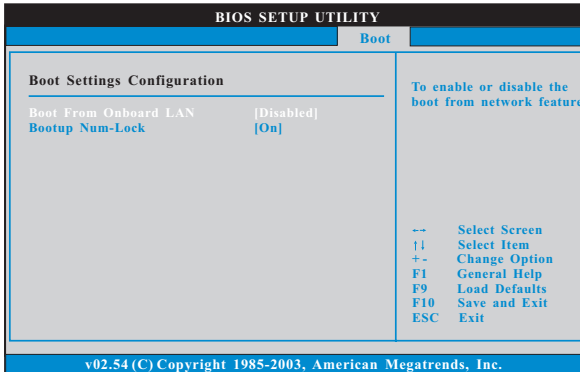 BIOS SETUP UTILITY
Boot
Boot Settings Configuration
Boot From Onboard LAN [Disabled]
Bootup Num-Lock [On]
To enable or disable the
boot from network feature
←→ Select Screen
↑↓ Select Item
+ - Change Option
F1 General Help
F9 Load Defaults
F10 Save and Exit
ESC Exit
v02.54 (C) Copyright 1985-2003, American Megatrends, Inc.